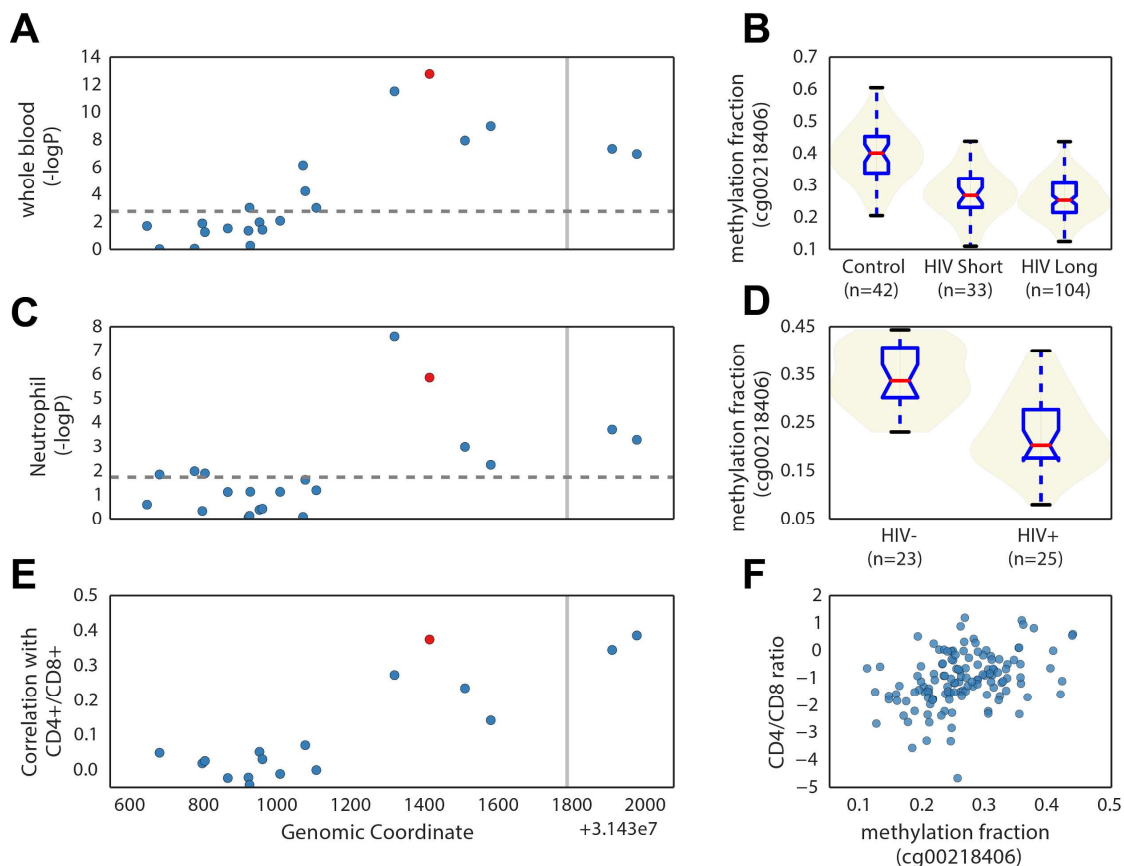 A
14
12
10
8
6
4
2
0
whole blood
(-logP)
B
0.7
0.6
0.5
0.4
0.3
0.2
0.1
methylation fraction
(cg00218406)
Control
(n=42)
HIV Short
(n=33)
HIV Long
(n=104)
C
8
7
6
5
4
3
2
1
0
Neutrophil
(-logP)
D
0.45
0.35
0.25
0.15
0.05
methylation fraction
(cg00218406)
HIV-
(n=23)
HIV+
(n=25)
E
0.5
0.4
0.3
0.2
0.1
0.0
Correlation with
CD4+/CD8+
600 800 1000 1200 1400 1600 1800 2000
Genomic Coordinate
+3.143e7
F
2
1
0
−1
−2
−3
−4
−5
CD4/CD8 ratio
0.1 0.2 0.3 0.4 0.5
methylation fraction
(cg00218406)